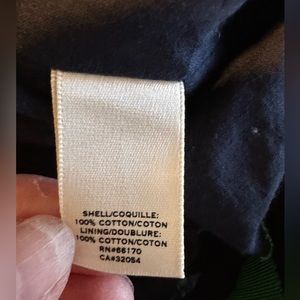 SHELL/COQUILLE:
100% COTTON/COTON
LINING/DOUBLURE:
100% COTTON/COTON
RN#66170
CA#32054